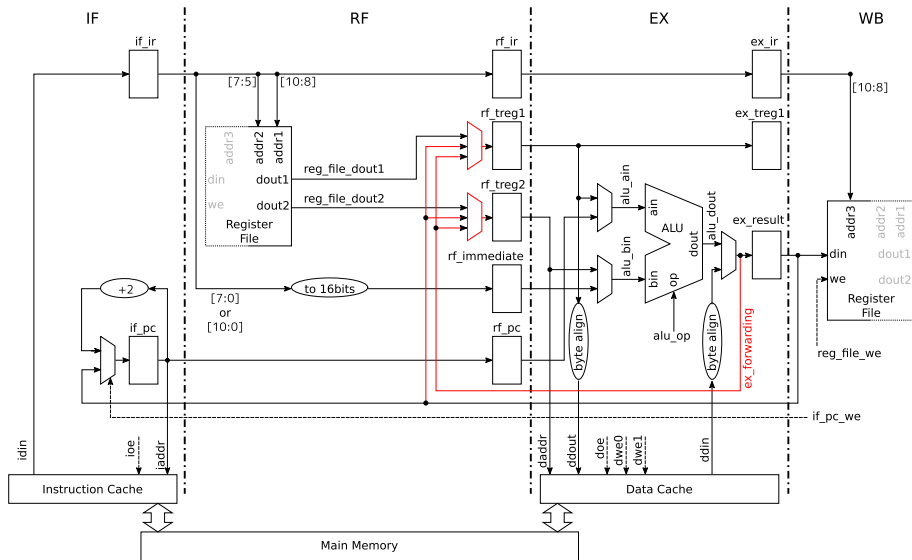 IF
RF
EX
WB
if_ir
rf_ir
ex_ir
[7:5]
[10:8]
[10:8]
rf_treg1
ex_treg1
addr3
addr2
addr1
din
dout1
reg_file_dout1
we
dout2
reg_file_dout2
Register
File
rf_treg2
alu_ain
ain
ALU
dout
alu_dout
ex_result
addr3
addr2
addr1
din
dout1
we
dout2
Register
File
rf_immediate
alu_bin
bin
op
+2
to 16bits
[7:0]
or
[10:0]
if_pc
rf_pc
byte align
alu_op
byte align
ex_forwarding
reg_file_we
if_pc_we
idin
ioe
iaddr
daddr
ddout
doe
dwe0
dwe1
ddin
Instruction Cache
Data Cache
Main Memory